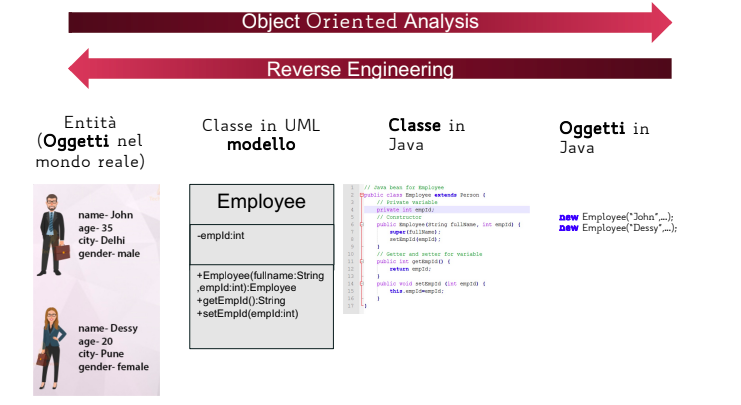 Object Oriented Analysis
Reverse Engineering
Entità
(Oggetti nel
mondo reale)
Classe in UML
modello
Classe in
Java
Oggetti in
Java
name- John
age- 35
city- Delhi
gender- male
name- Dessy
age- 20
city- Pune
gender- female
Employee
-empId:int
+Employee(fullname:String
,empId:int):Employee
+getEmpId():String
+setEmpId(empId:int)
1 // Java bean for Employee
2 public class Employee extends Person {
3 // Private variable
4 private int empId;
5 // Constructor
6 public Employee(String fullName, int empId) {
7 super(fullName);
8 setEmpId(empId);
9 }
10 // Setter and setter for variable
11 public int getEmpId() {
12 return empId;
13 }
14 public void setEmpId (int empId) {
15 this.empId=empId;
16 }
17 }
new Employee("John",...);
new Employee("Dessy",...);